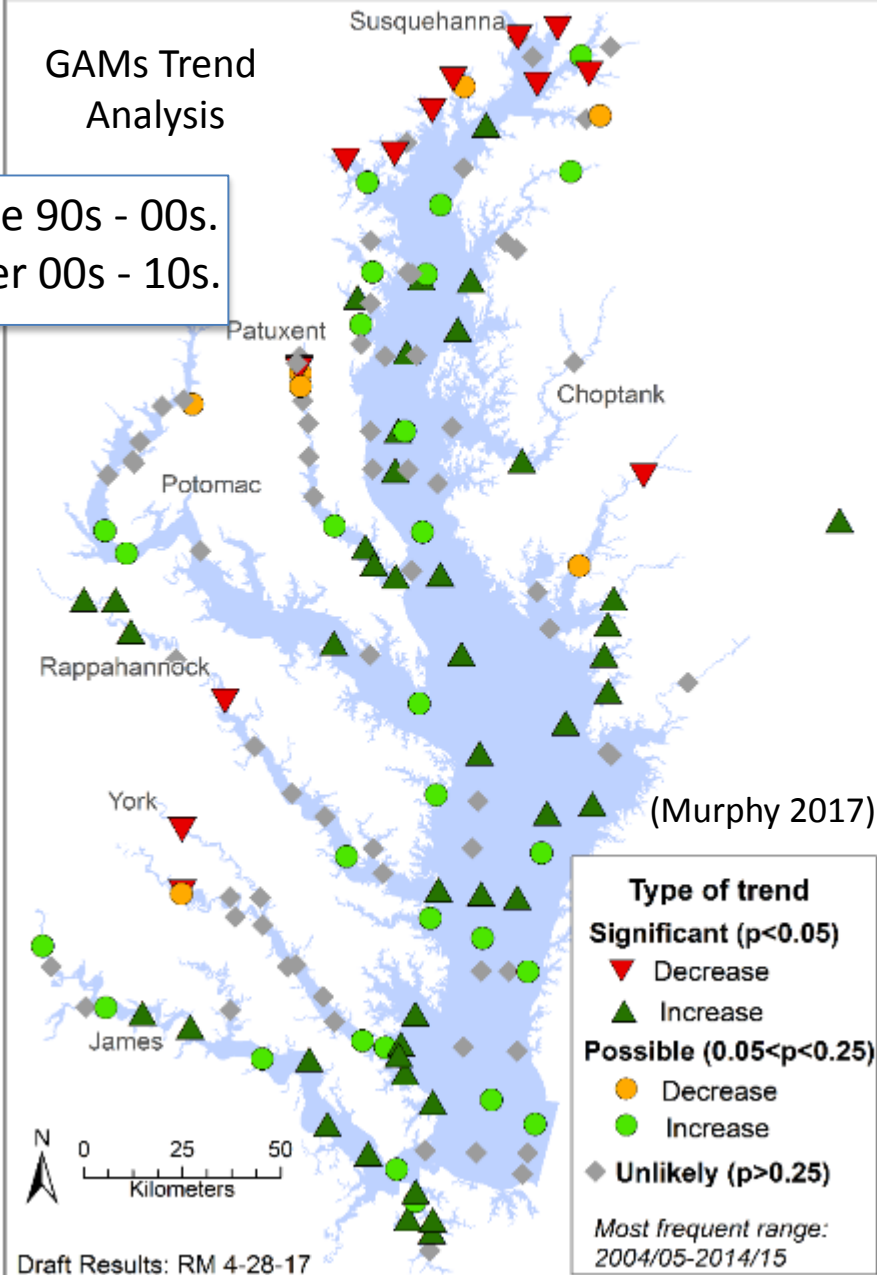 Susquehanna
GAMs Trend
Analysis
e 90s - 00s.
er 00s - 10s.
Patuxent
Choptank
Potomac
Rappahannock
York
(Murphy 2017)
James
N
0 25 50
Kilometers
Draft Results: RM 4-28-17
Type of trend
Significant (p<0.05)
Decrease
Increase
Possible (0.05<p<0.25)
Decrease
Increase
Unlikely (p>0.25)
Most frequent range:
2004/05-2014/15